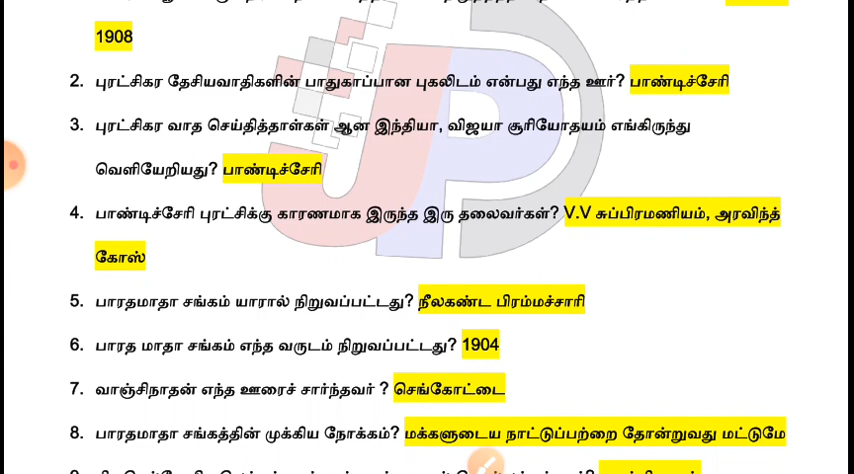 1908
2. புரட்சிகர தேசியவாதிகளின் பாதுகாப்பான புகலிடம் என்பது எந்த ஊர்? பாண்டிச்சேரி
3. புரட்சிகர வாத செய்தித்தாள்கள் ஆன இந்தியா, விஜயா சூரியோதயம் எங்கிருந்து
வெளியேறியது? பாண்டிச்சேரி
4. பாண்டிச்சேரி புரட்சிக்கு காரணமாக இருந்த இரு தலைவர்கள்? V.V சுப்பிரமணியம், அரவிந்த்
கோஸ்
5. பாரதமாதா சங்கம் யாரால் நிறுவப்பட்டது? நீலகண்ட பிரம்மச்சாரி
6. பாரத மாதா சங்கம் எந்த வருடம் நிறுவப்பட்டது? 1904
7. வாஞ்சிநாதன் எந்த ஊரைச் சார்ந்தவர் ? செங்கோட்டை
8. பாரதமாதா சங்கத்தின் முக்கிய நோக்கம்? மக்களுடைய நாட்டுப்பற்றை தோன்றுவது மட்டுமே